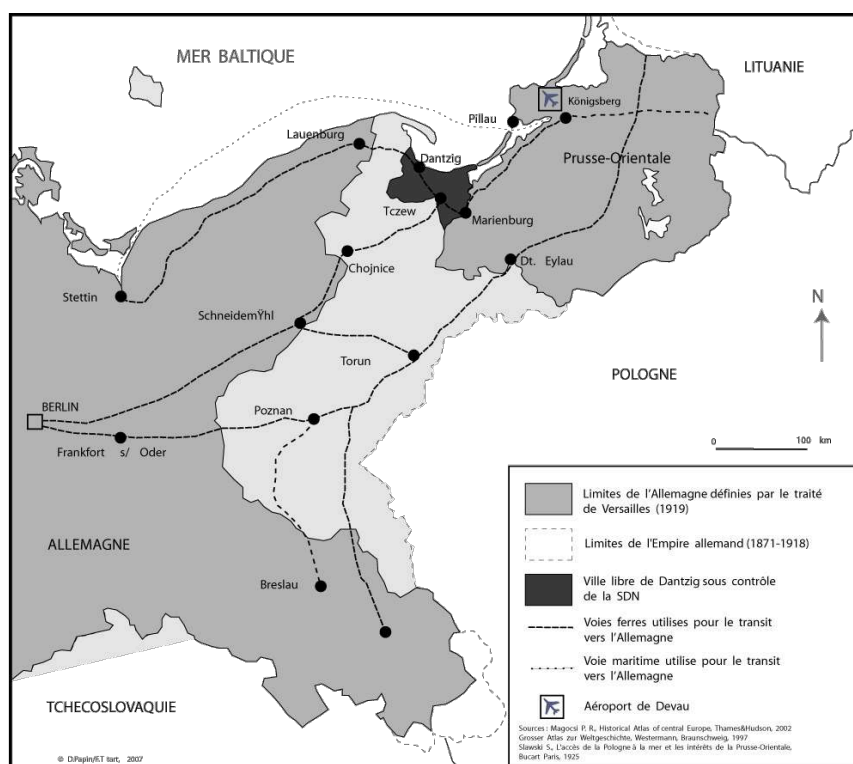 MER BALTIQUE
LITUANIE
Pillau
Königsberg
Lauenburg
Dantzig
Prusse-Orientale
Tczew
Marienburg
Chojnice
Dt. Eylau
Stettin
SchneidemŸhl
N
Torun
POLOGNE
BERLIN
Poznan
Frankfort s/ Oder
0 100 km
ALLEMAGNE
Breslau
TCHECOSLOVAQUIE
Limites de l'Allemagne définies par le traité
de Versailles (1919)
Limites de l'Empire allemand (1871-1918)
Ville libre de Dantzig sous contrôle
de la SDN
Voies ferres utilises pour le transit
vers l'Allemagne
Voie maritime utilise pour le transit
vers l'Allemagne
Aéroport de Devau
Sources : Magocsi P. R., Historical Atlas of central Europe, Thames&Hudson, 2002
Grosser Atlas zur Weltgeschichte, Westermann, Braunschweig, 1997
Slawski S., L'accès de la Pologne à la mer et les intérêts de la Prusse-Orientale,
Bucart Paris, 1925
© D.Papin/F.T tart, 2007